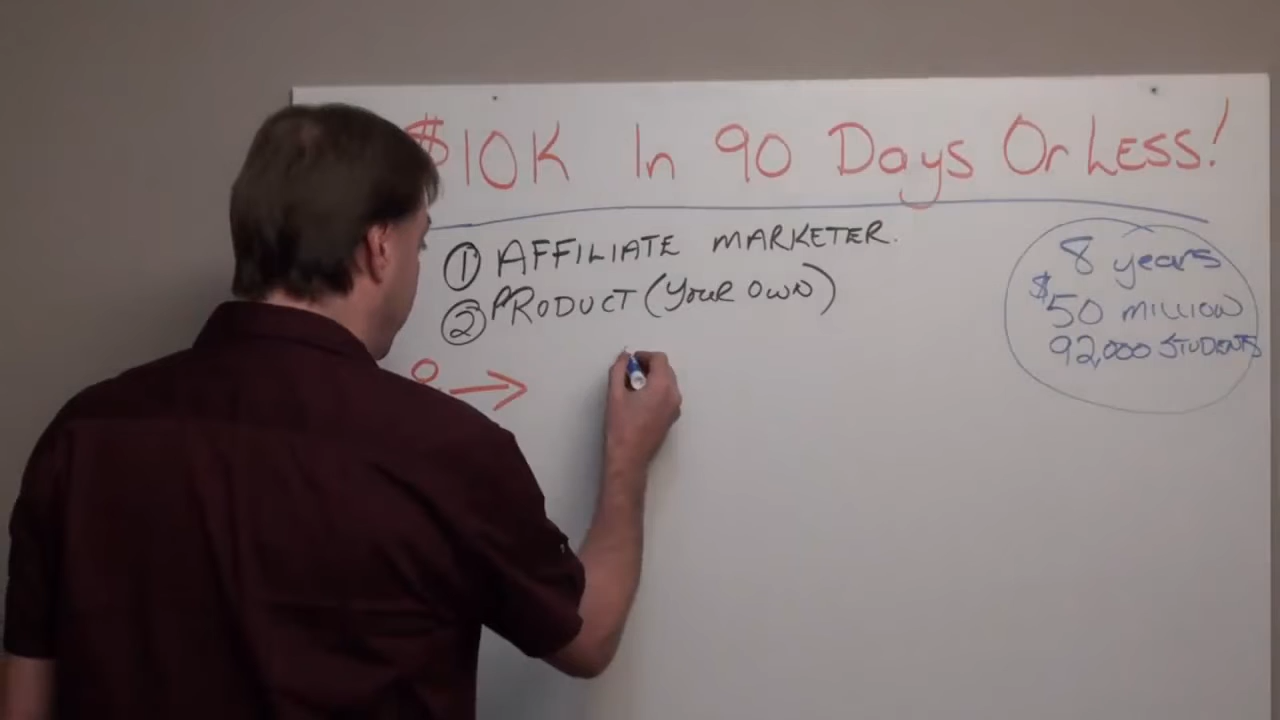 $10K In 90 Days Or Less!
① AFFILIATE MARKETER.
② PRODUCT (Your OWN)
8 years
$50 MILLION
92,000 STUDENTS